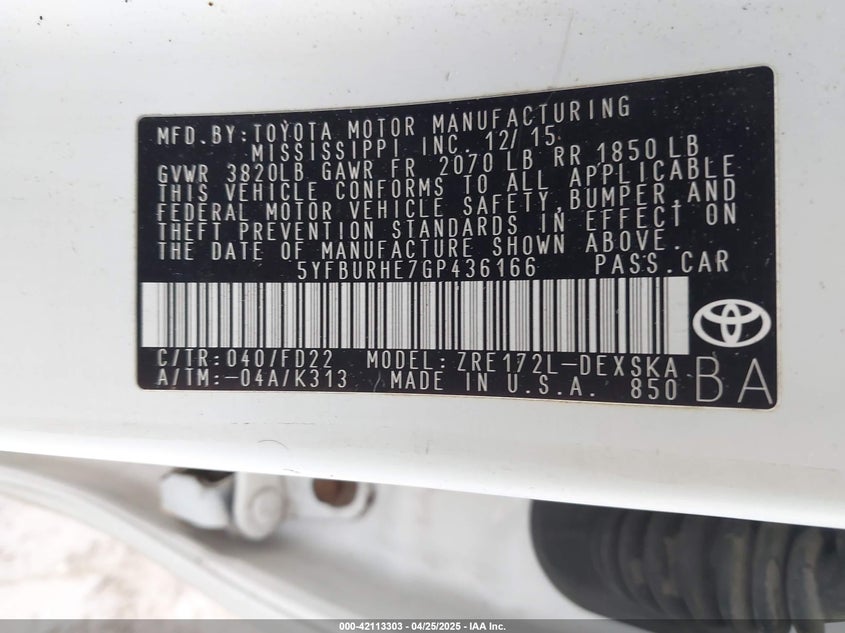 MFD.BY:TOYOTA MOTOR MANUFACTURING
MISSISSIPPI INC. 12/15
GVWR 3820LB GAWR FR 2070 LB RR 1850 LB
THIS VEHICLE CONFORMS TO ALL APPLICABLE
FEDERAL MOTOR VEHICLE SAFETY,BUMPER,AND
THEFT PREVENTION STANDARDS IN EFFECT ON
THE DATE OF MANUFACTURE SHOWN ABOVE.
5YFBURHE7GP436166 PASS.CAR
C/TR:040/FD22 MODEL: ZRE172L-DEXSKA
A/TM:-04A/K313 MADE IN U.S.A. 850
BA
000-42113303 - 04/25/2025 - IAA Inc.